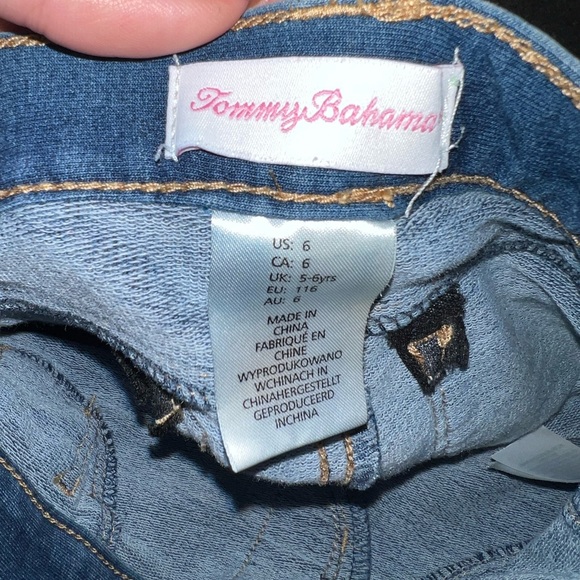 Tommy Bahama
US: 6
CA: 6
UK: 5-6yrs
EU: 116
AU: 6
MADE IN
CHINA
FABRIQUÉ EN
CHINE
WYPRODUKOWANO
WCHINACH IN
CHINAHERGESTELLT
GEPRODUCEERD
INCHINA